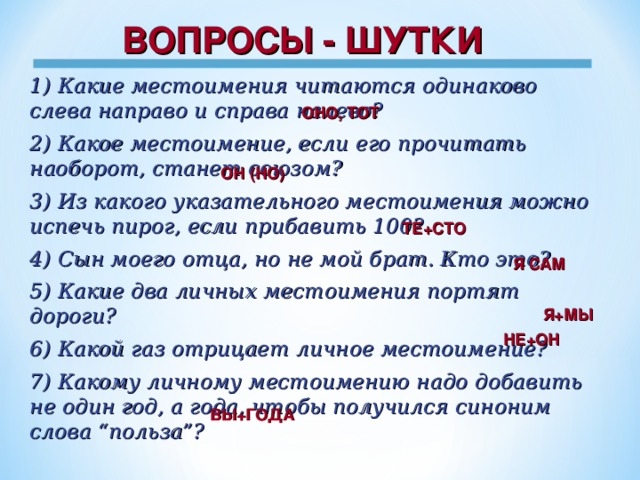 ВОПРОСЫ - ШУТКИ
1) Какие местоимения читаются одинаково
слева направо и справа налево?
ОНО, ТОТ
2) Какое местоимение, если его прочитать
наоборот, станет союзом?
ОН (НО)
3) Из какого указательного местоимения можно
испечь пирог, если прибавить 100?
ТЕ+СТО
4) Сын моего отца, но не мой брат. Кто это?
Я САМ
5) Какие два личных местоимения портят
дороги?
Я+МЫ
6) Какой газ отрицает личное местоимение?
НЕ+ОН
7) Какому личному местоимению надо добавить
не один год, а года, чтобы получился синоним
слова “польза”?
ВЫ+ГОДА